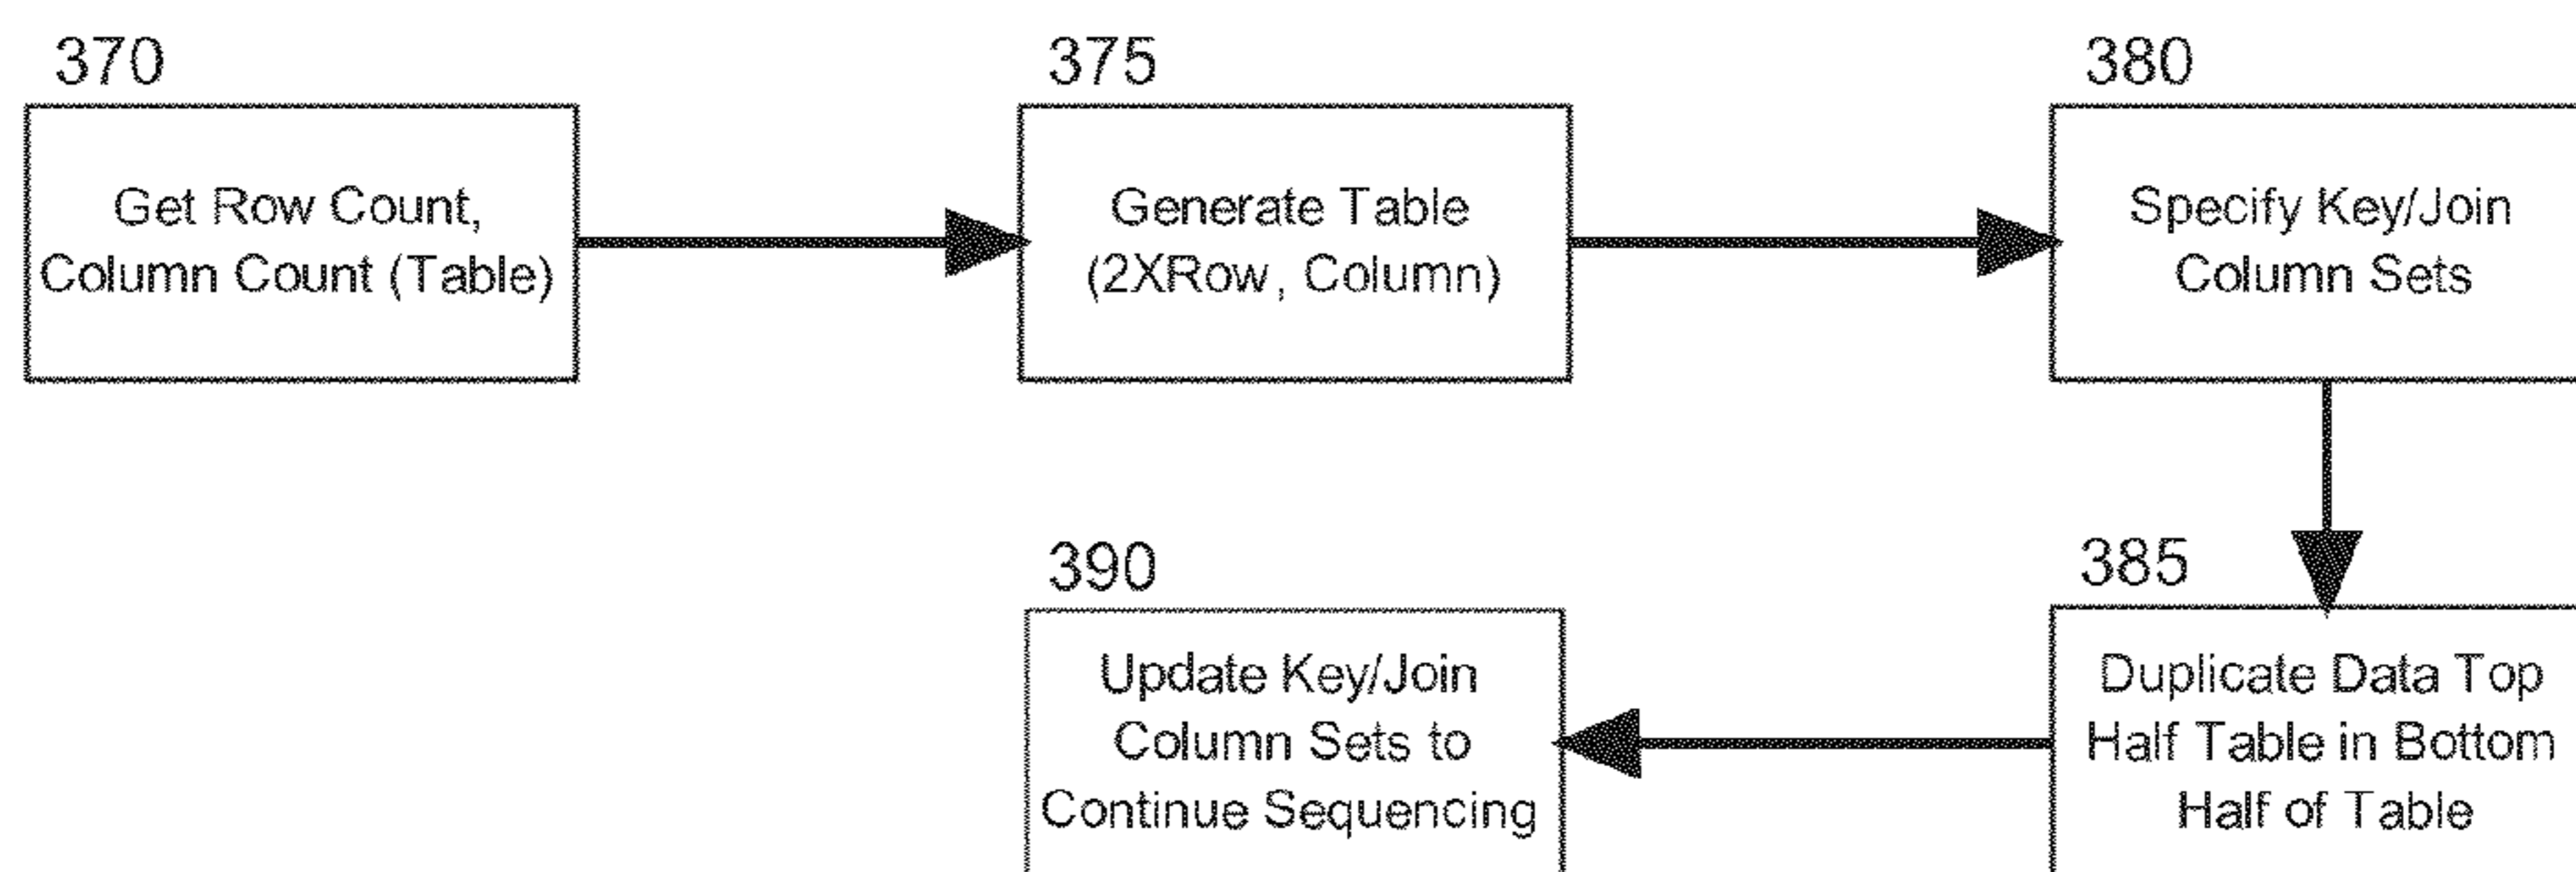 370
Get Row Count,
Column Count (Table)
375
Generate Table
(2XRow, Column)
380
Specify Key/Join
Column Sets
385
Duplicate Data Top
Half Table in Bottom
Half of Table
390
Update Key/Join
Column Sets to
Continue Sequencing